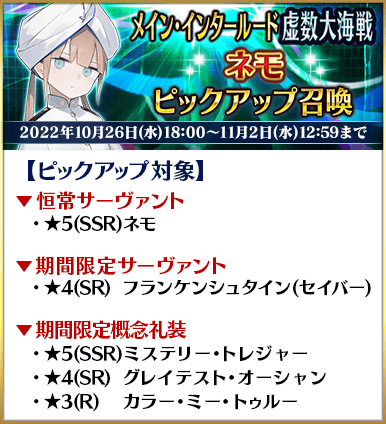 メイン・インタールード 虚数大海戦
ネモ
ピックアップ召喚
2022年10月26日(水)18:00～11月2日(水)12:59まで
【ピックアップ対象】
▼恒常サーヴァント
・★5(SSR)ネモ
▼期間限定サーヴァント
・★4(SR) フランケンシュタイン(セイバー)
▼期間限定概念礼装
・★5(SSR)ミステリー・トレジャー
・★4(SR) グレイテスト・オーシャン
・★3(R) カラー・ミー・トゥルー